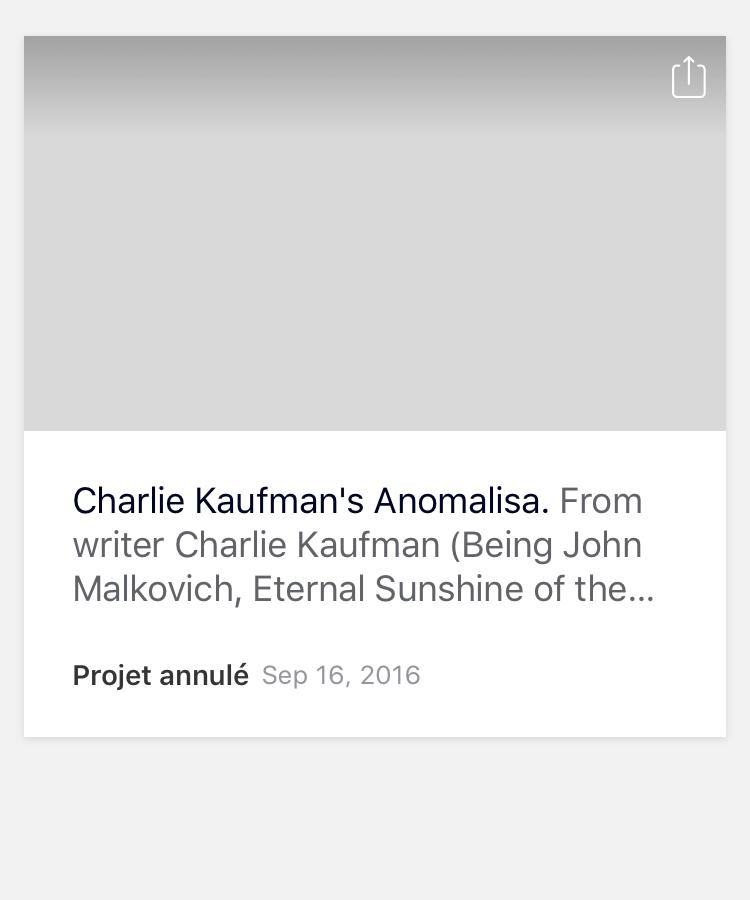 Charlie Kaufman's Anomalisa. From
writer Charlie Kaufman (Being John
Malkovich, Eternal Sunshine of the...
Projet annulé Sep 16, 2016